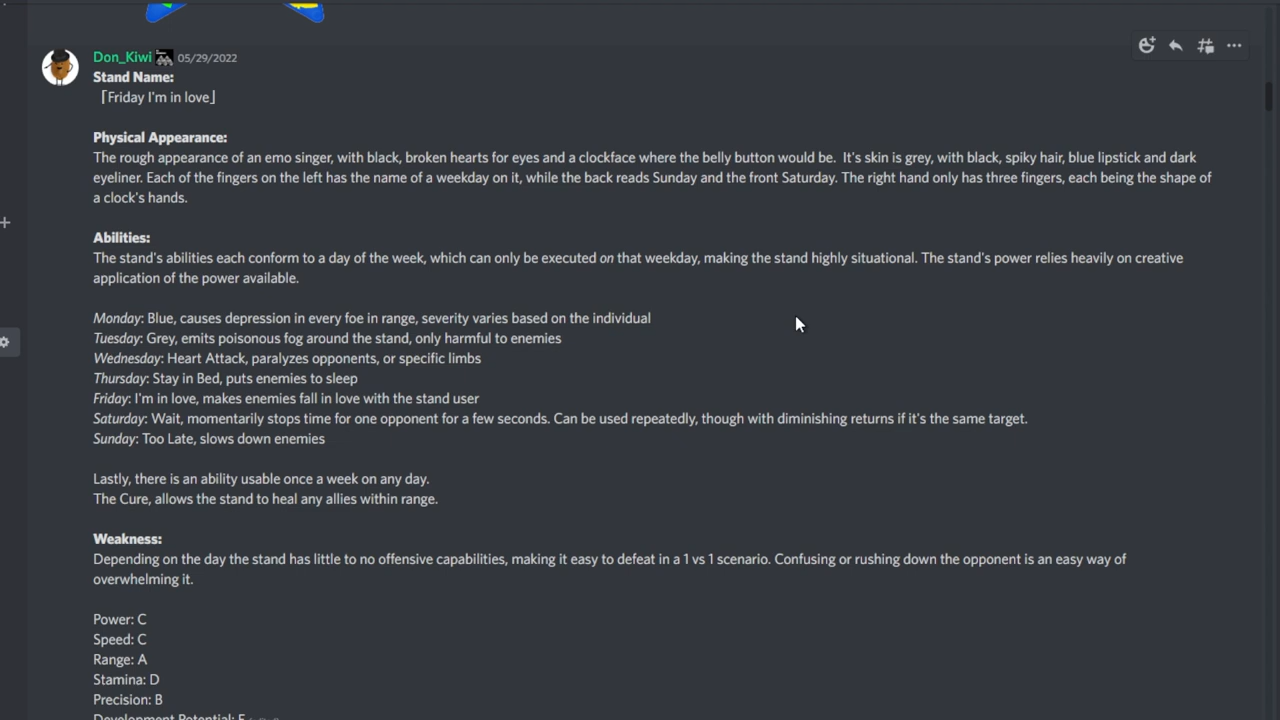 Don_Kiwi 05/29/2022
Stand Name:
「Friday I'm in love」
Physical Appearance:
The rough appearance of an emo singer, with black, broken hearts for eyes and a clockface where the belly button would be. It's skin is grey, with black, spiky hair, blue lipstick and dark
eyeliner. Each of the fingers on the left has the name of a weekday on it, while the back reads Sunday and the front Saturday. The right hand only has three fingers, each being the shape of
a clock's hands.
Abilities:
The stand's abilities each conform to a day of the week, which can only be executed on that weekday, making the stand highly situational. The stand's power relies heavily on creative
application of the power available.
Monday: Blue, causes depression in every foe in range, severity varies based on the individual
Tuesday: Grey, emits poisonous fog around the stand, only harmful to enemies
Wednesday: Heart Attack, paralyzes opponents, or specific limbs
Thursday: Stay in Bed, puts enemies to sleep
Friday: I'm in love, makes enemies fall in love with the stand user
Saturday: Wait, momentarily stops time for one opponent for a few seconds. Can be used repeatedly, though with diminishing returns if it's the same target.
Sunday: Too Late, slows down enemies
Lastly, there is an ability usable once a week on any day.
The Cure, allows the stand to heal any allies within range.
Weakness:
Depending on the day the stand has little to no offensive capabilities, making it easy to defeat in a 1 vs 1 scenario. Confusing or rushing down the opponent is an easy way of
overwhelming it.
Power: C
Speed: C
Range: A
Stamina: D
Precision: B
Development Potential: